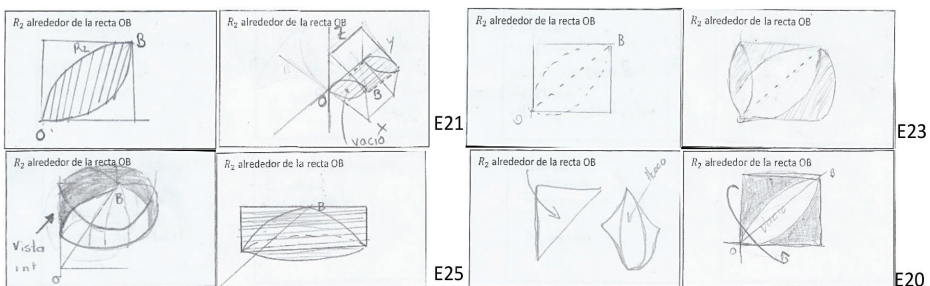 R₂ alrededor de la recta OB
R₂
B
O
R₂ alrededor de la recta OB
Z
Y
O
B
X
vacio
E21
R₂ alrededor de la recta OB
B
O
R₂ alrededor de la recta OB
E23
R₂ alrededor de la recta OB
B
Vista
int
O
R₂ alrededor de la recta OB
B
E25
R₂ alrededor de la recta OB
Hueco
R₂ alrededor de la recta OB
B
vacio
O
E20